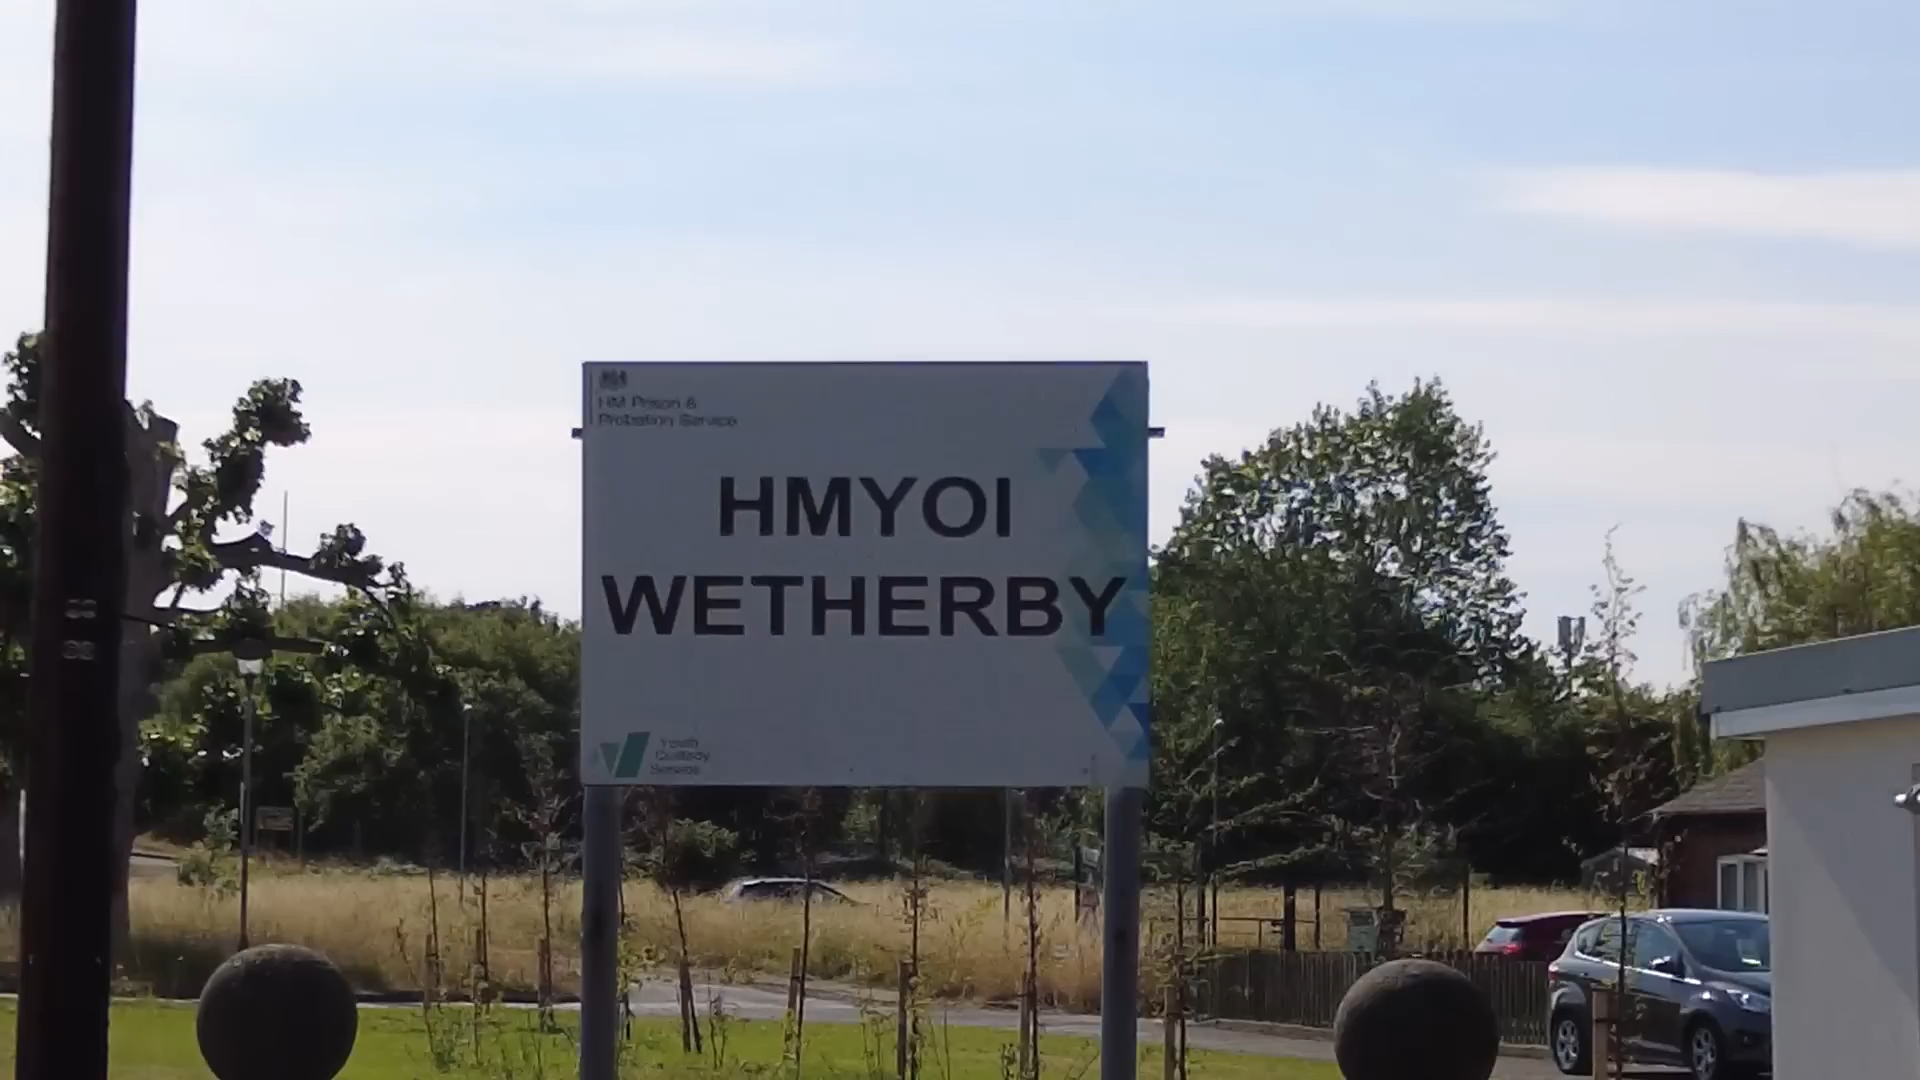 HM Prison &
Probation Service
HMYOI
WETHERBY
Youth
Custody
Service